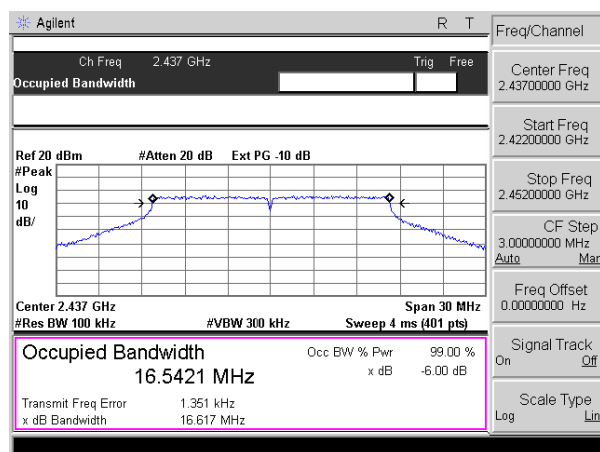 Agilent R T
Freq/Channel
Ch Freq 2.437 GHz Trig Free
Occupied Bandwidth
Center Freq
2.43700000 GHz
Start Freq
2.42200000 GHz
Stop Freq
2.45200000 GHz
CF Step
3.00000000 MHz
Auto Man
Freq Offset
0.00000000 Hz
Signal Track
On Off
Scale Type
Log Lin
Ref 20 dBm #Atten 20 dB Ext PG -10 dB
#Peak
Log
10
dB/
Center 2.437 GHz Span 30 MHz
#Res BW 100 kHz #VBW 300 kHz Sweep 4 ms (401 pts)
Occupied Bandwidth Occ BW % Pwr 99.00 %
16.5421 MHz x dB -6.00 dB
Transmit Freq Error 1.351 kHz
x dB Bandwidth 16.617 MHz